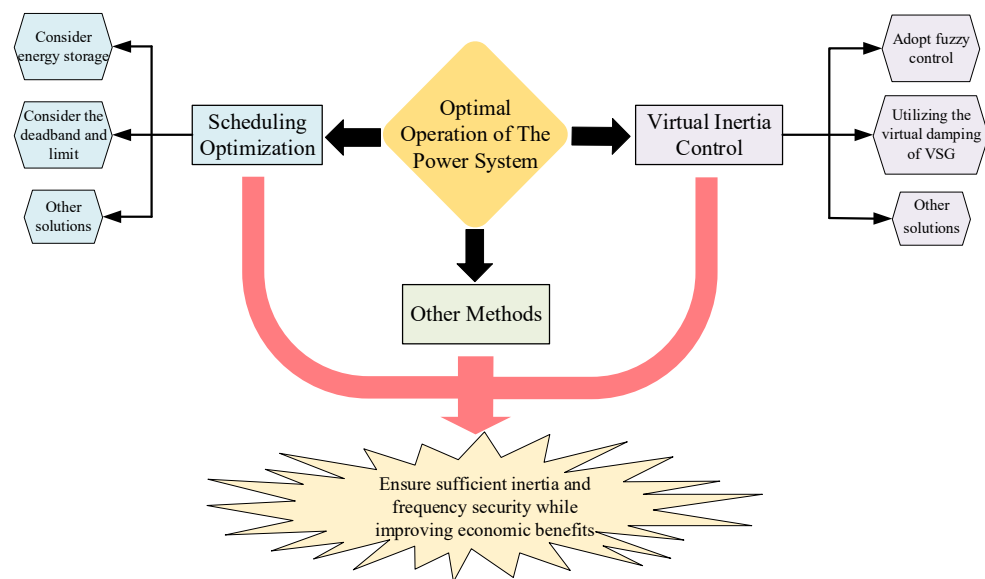 Consider
energy storage
Consider the
deadband and
limit
Other
solutions
Scheduling
Optimization
Optimal
Operation of The
Power System
Virtual Inertia
Control
Adopt fuzzy
control
Utilizing the
virtual damping
of VSG
Other
solutions
Other Methods
Ensure sufficient inertia and
frequency security while
improving economic benefits